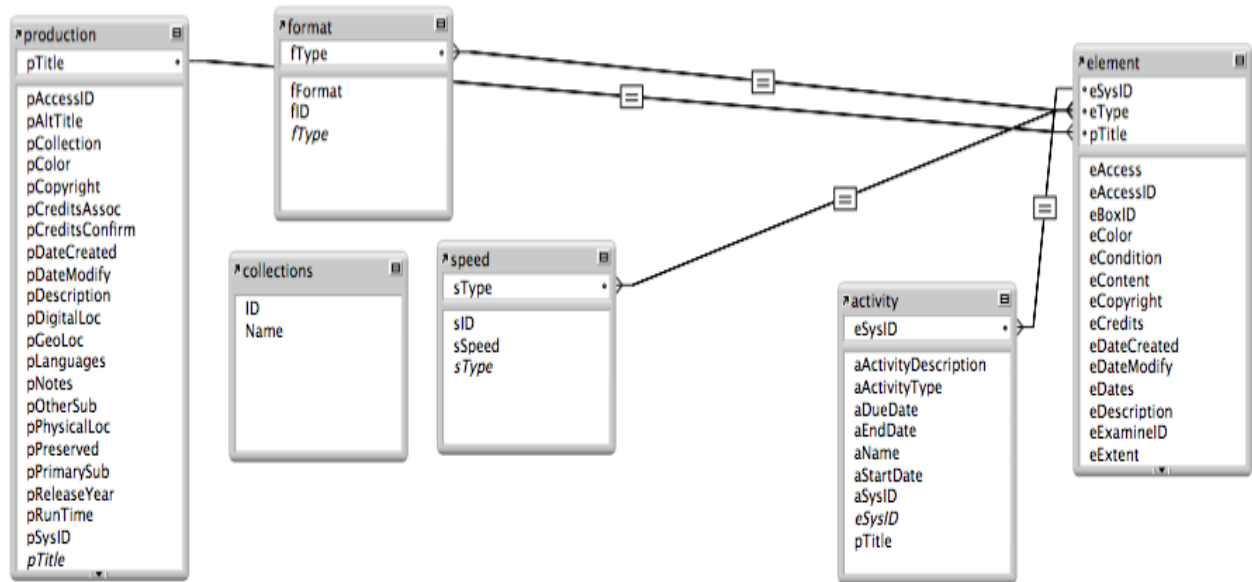 production
pTitle
pAccessID
pAltTitle
pCollection
pColor
pCopyright
pCreditsAssoc
pCreditsConfirm
pDateCreated
pDateModify
pDescription
pDigitalLoc
pGeoLoc
pLanguages
pNotes
pOtherSub
pPhysicalLoc
pPreserved
pPrimarySub
pReleaseYear
pRunTime
pSysID
pTitle
format
fType
fFormat
fID
fType
collections
ID
Name
speed
sType
sID
sSpeed
sType
activity
eSysID
aActivityDescription
aActivityType
aDueDate
aEndDate
aName
aStartDate
aSysID
eSysID
pTitle
element
eSysID
eType
pTitle
eAccess
eAccessID
eBoxID
eColor
eCondition
eContent
eCopyright
eCredits
eDateCreated
eDateModify
eDates
eDescription
eExamineID
eExtent